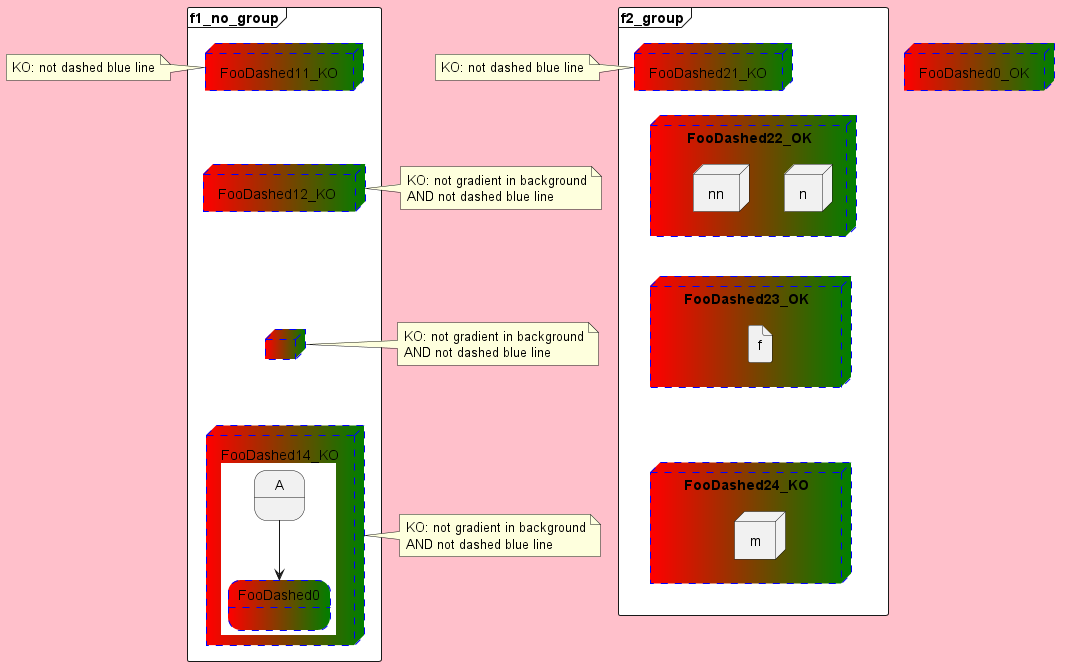 f1_no_group
KO: not dashed blue line
FooDashed11_KO
FooDashed12_KO
KO: not gradient in background
AND not dashed blue line
KO: not gradient in background
AND not dashed blue line
FooDashed14_KO
A
FooDashed0
KO: not gradient in background
AND not dashed blue line
f2_group
KO: not dashed blue line
FooDashed21_KO
FooDashed22_OK
nn
n
FooDashed23_OK
f
FooDashed24_KO
m
FooDashed0_OK